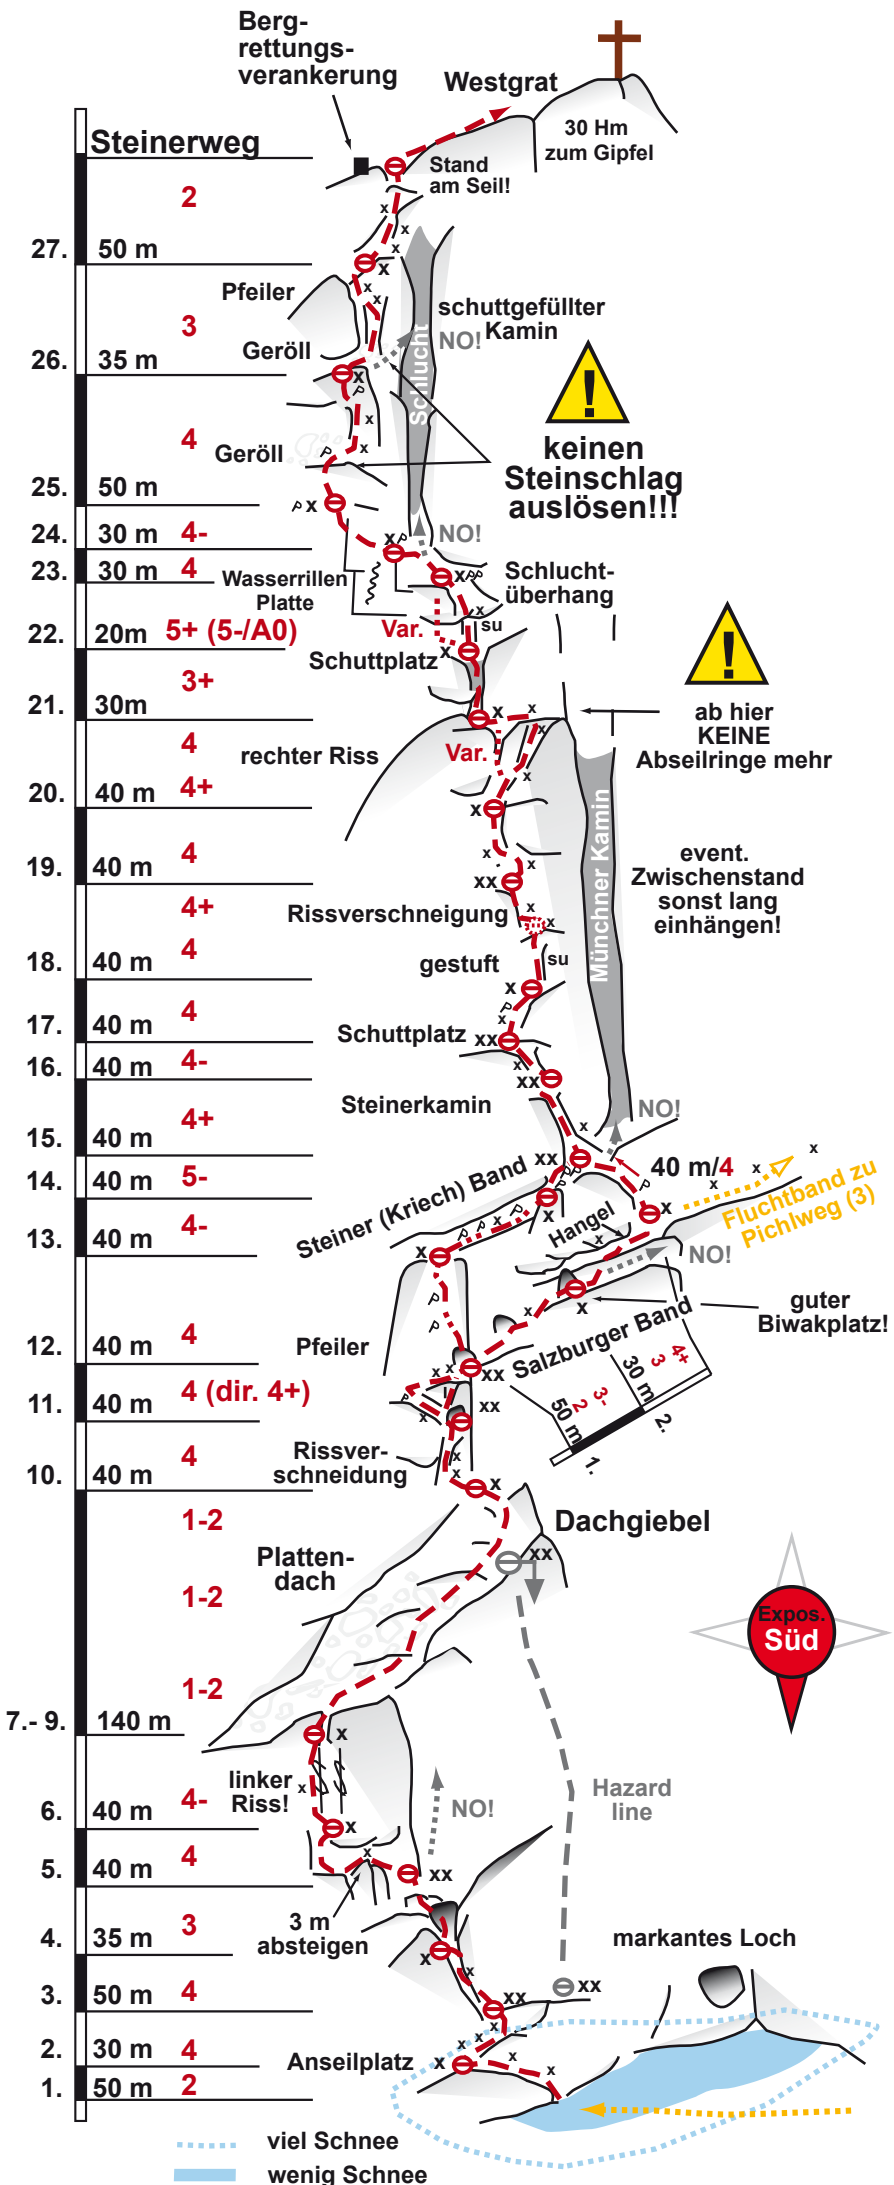 Berg-
rettungs-
verankerung
Westgrat
30 Hm
zum Gipfel
Steinerweg
Stand
am Seil!
2
27. 50 m
Pfeiler
3
schuttgefüllter
Kamin
NO!
Geröll
26. 35 m
Schlucht
4
Geröll
keinen
Steinschlag
auslösen!!!
25. 50 m
24. 30 m 4-
NO!
23. 30 m 4
Wasserrillen
Platte
Schlucht-
überhang
22. 20m 5+ (5-/A0)
Var.
su
Schuttplatz
3+
21. 30m
ab hier
KEINE
Abseilringe mehr
4
rechter Riss
Var.
20. 40 m 4+
19. 40 m 4
event.
Zwischenstand
sonst lang
einhängen!
Münchner Kamin
4+
Rissverschneigung
4
gestuft
su
18. 40 m
17. 40 m 4
Schuttplatz
16. 40 m 4-
Steinerkamin
4+
NO!
15. 40 m
14. 40 m 5-
Steiner (Kriech) Band
40 m/4
Fluchtband zu
Pichlweg (3)
13. 40 m 4-
Hangel
NO!
guter
Biwakplatz!
12. 40 m 4
Pfeiler
Salzburger Band
50 m 2 3- 1.
30 m 3 4+ 2.
11. 40 m 4 (dir. 4+)
Rissver-
schneidung
10. 40 m 4
1-2
Dachgiebel
Platten-
dach
1-2
Expos.
Süd
1-2
7.- 9. 140 m
linker
Riss!
Hazard
line
NO!
6. 40 m 4-
5. 40 m 4
3 m
absteigen
4. 35 m 3
markantes Loch
3. 50 m 4
2. 30 m 4
Anseilplatz
1. 50 m 2
viel Schnee
wenig Schnee